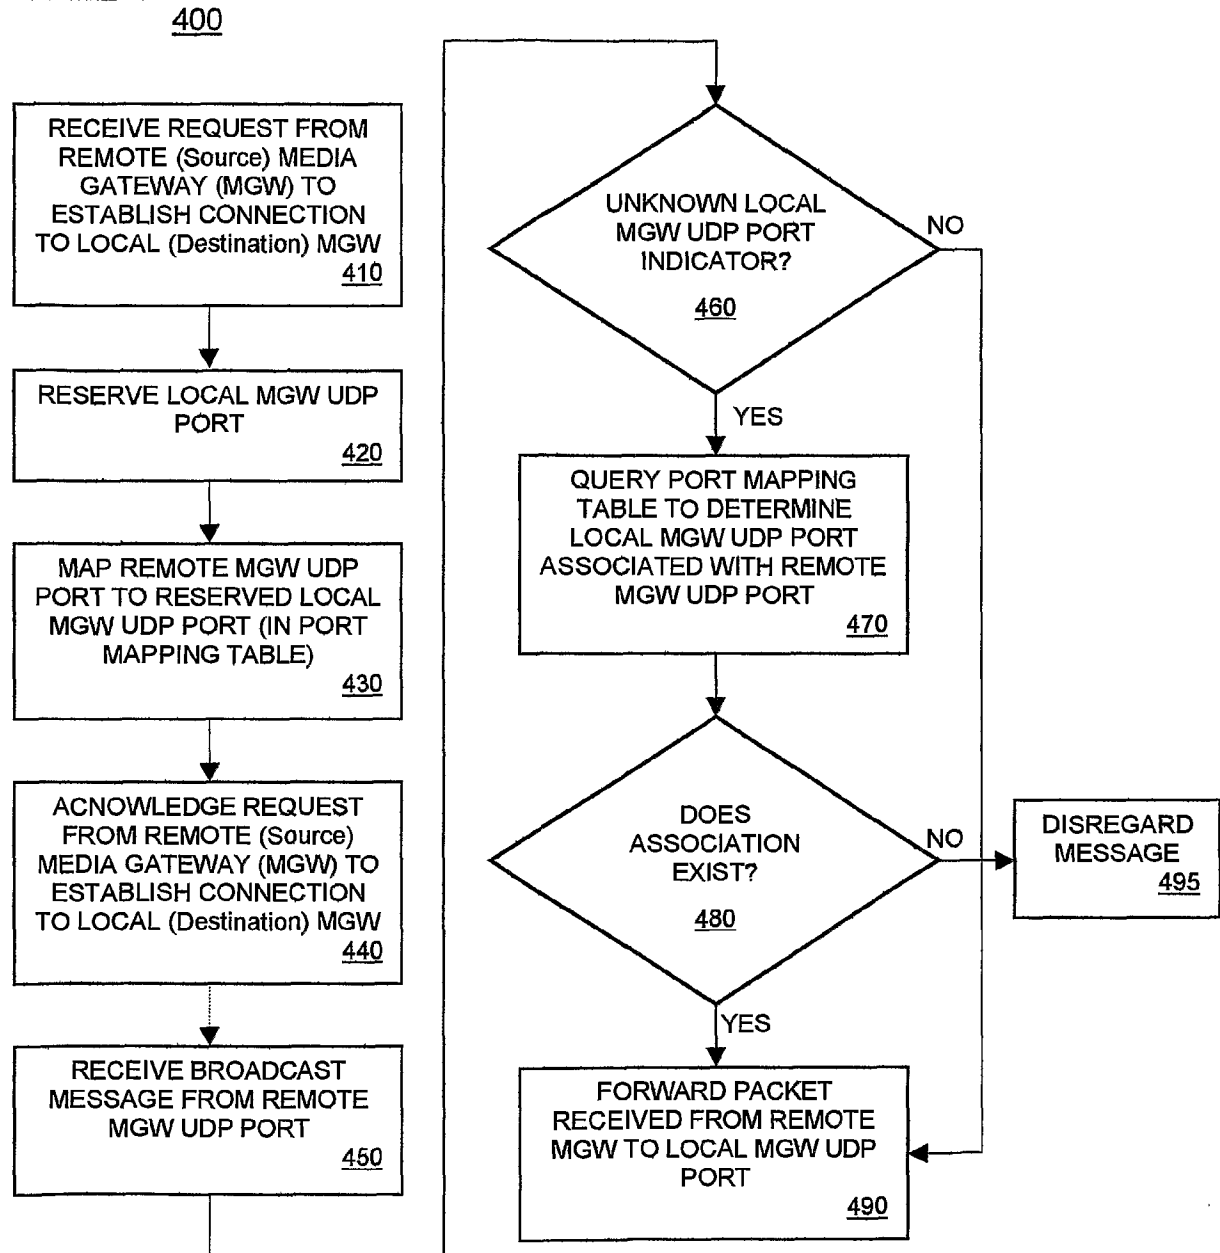 400
RECEIVE REQUEST FROM
REMOTE (Source) MEDIA
GATEWAY (MGW) TO
ESTABLISH CONNECTION
TO LOCAL (Destination) MGW
410
RESERVE LOCAL MGW UDP
PORT
420
MAP REMOTE MGW UDP
PORT TO RESERVED LOCAL
MGW UDP PORT (IN PORT
MAPPING TABLE)
430
ACNOWLEDGE REQUEST
FROM REMOTE (Source)
MEDIA GATEWAY (MGW) TO
ESTABLISH CONNECTION
TO LOCAL (Destination) MGW
440
RECEIVE BROADCAST
MESSAGE FROM REMOTE
MGW UDP PORT
450
UNKNOWN LOCAL
MGW UDP PORT
INDICATOR?
460
NO
YES
QUERY PORT MAPPING
TABLE TO DETERMINE
LOCAL MGW UDP PORT
ASSOCIATED WITH REMOTE
MGW UDP PORT
470
DOES
ASSOCIATION
EXIST?
480
NO
YES
DISREGARD
MESSAGE
495
FORWARD PACKET
RECEIVED FROM REMOTE
MGW TO LOCAL MGW UDP
PORT
490